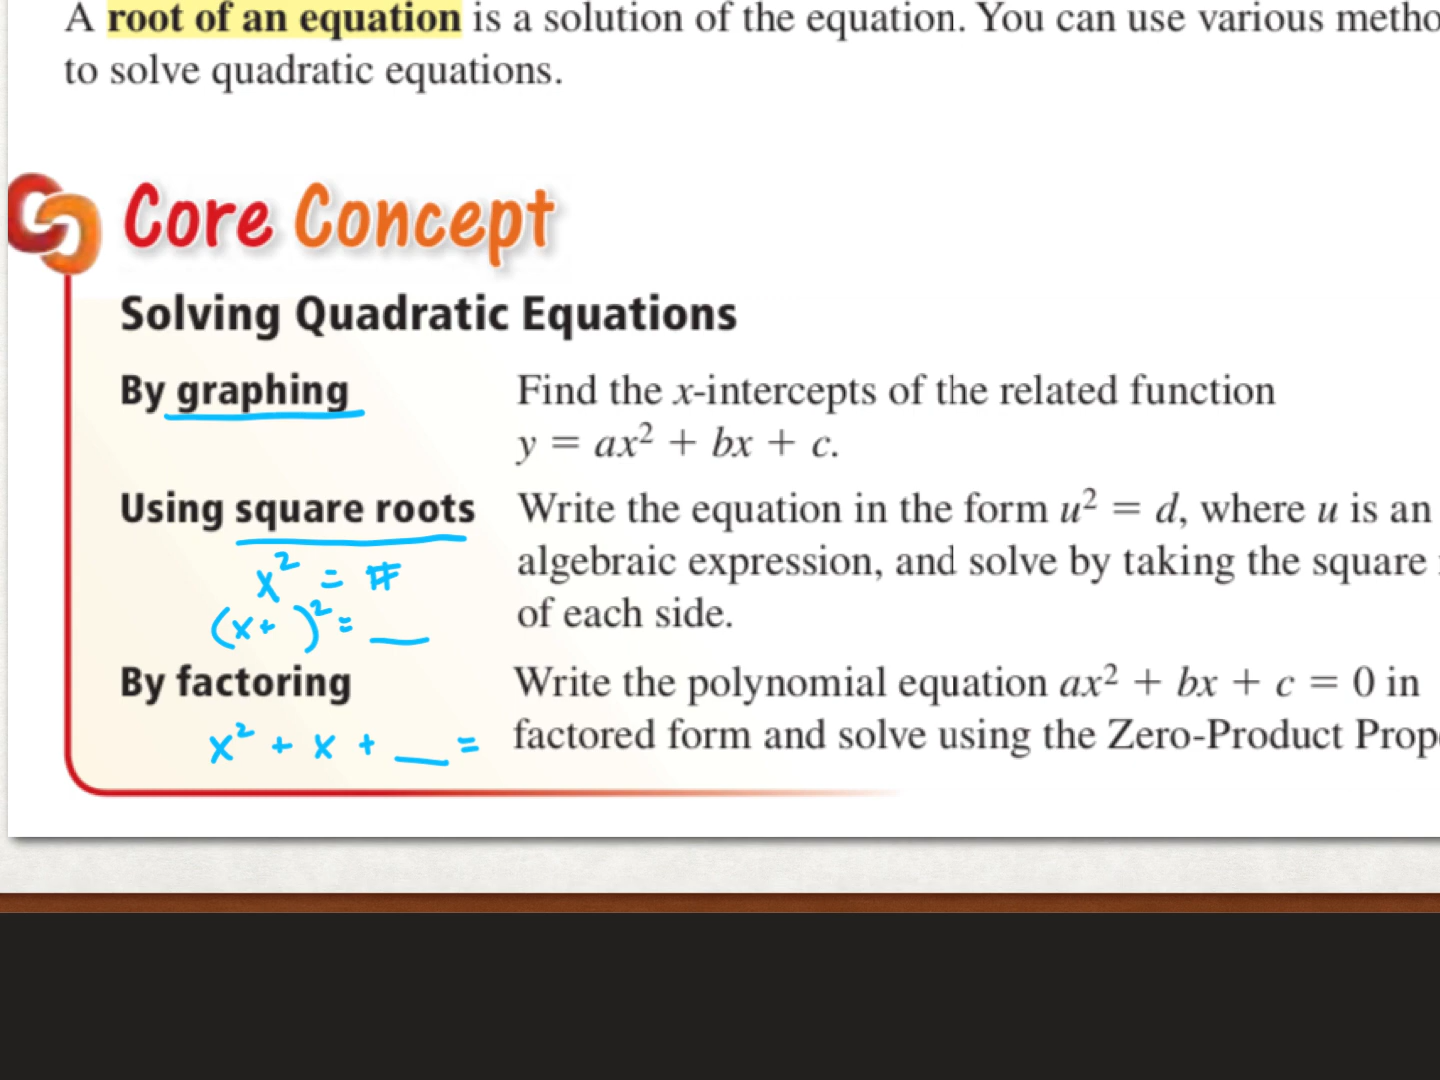 A root of an equation is a solution of the equation. You can use various
to solve quadratic equations.
Core Concept
Solving Quadratic Equations
By graphing Find the x-intercepts of the related function
y = ax² + bx + c.
Using square roots Write the equation in the form u² = d, where u is an
algebraic expression, and solve by taking the square
x² = #
of each side.
(x+ )² = __
By factoring Write the polynomial equation ax² + bx + c = 0 in
factored form and solve using the Zero-Product
x² + x + __ =